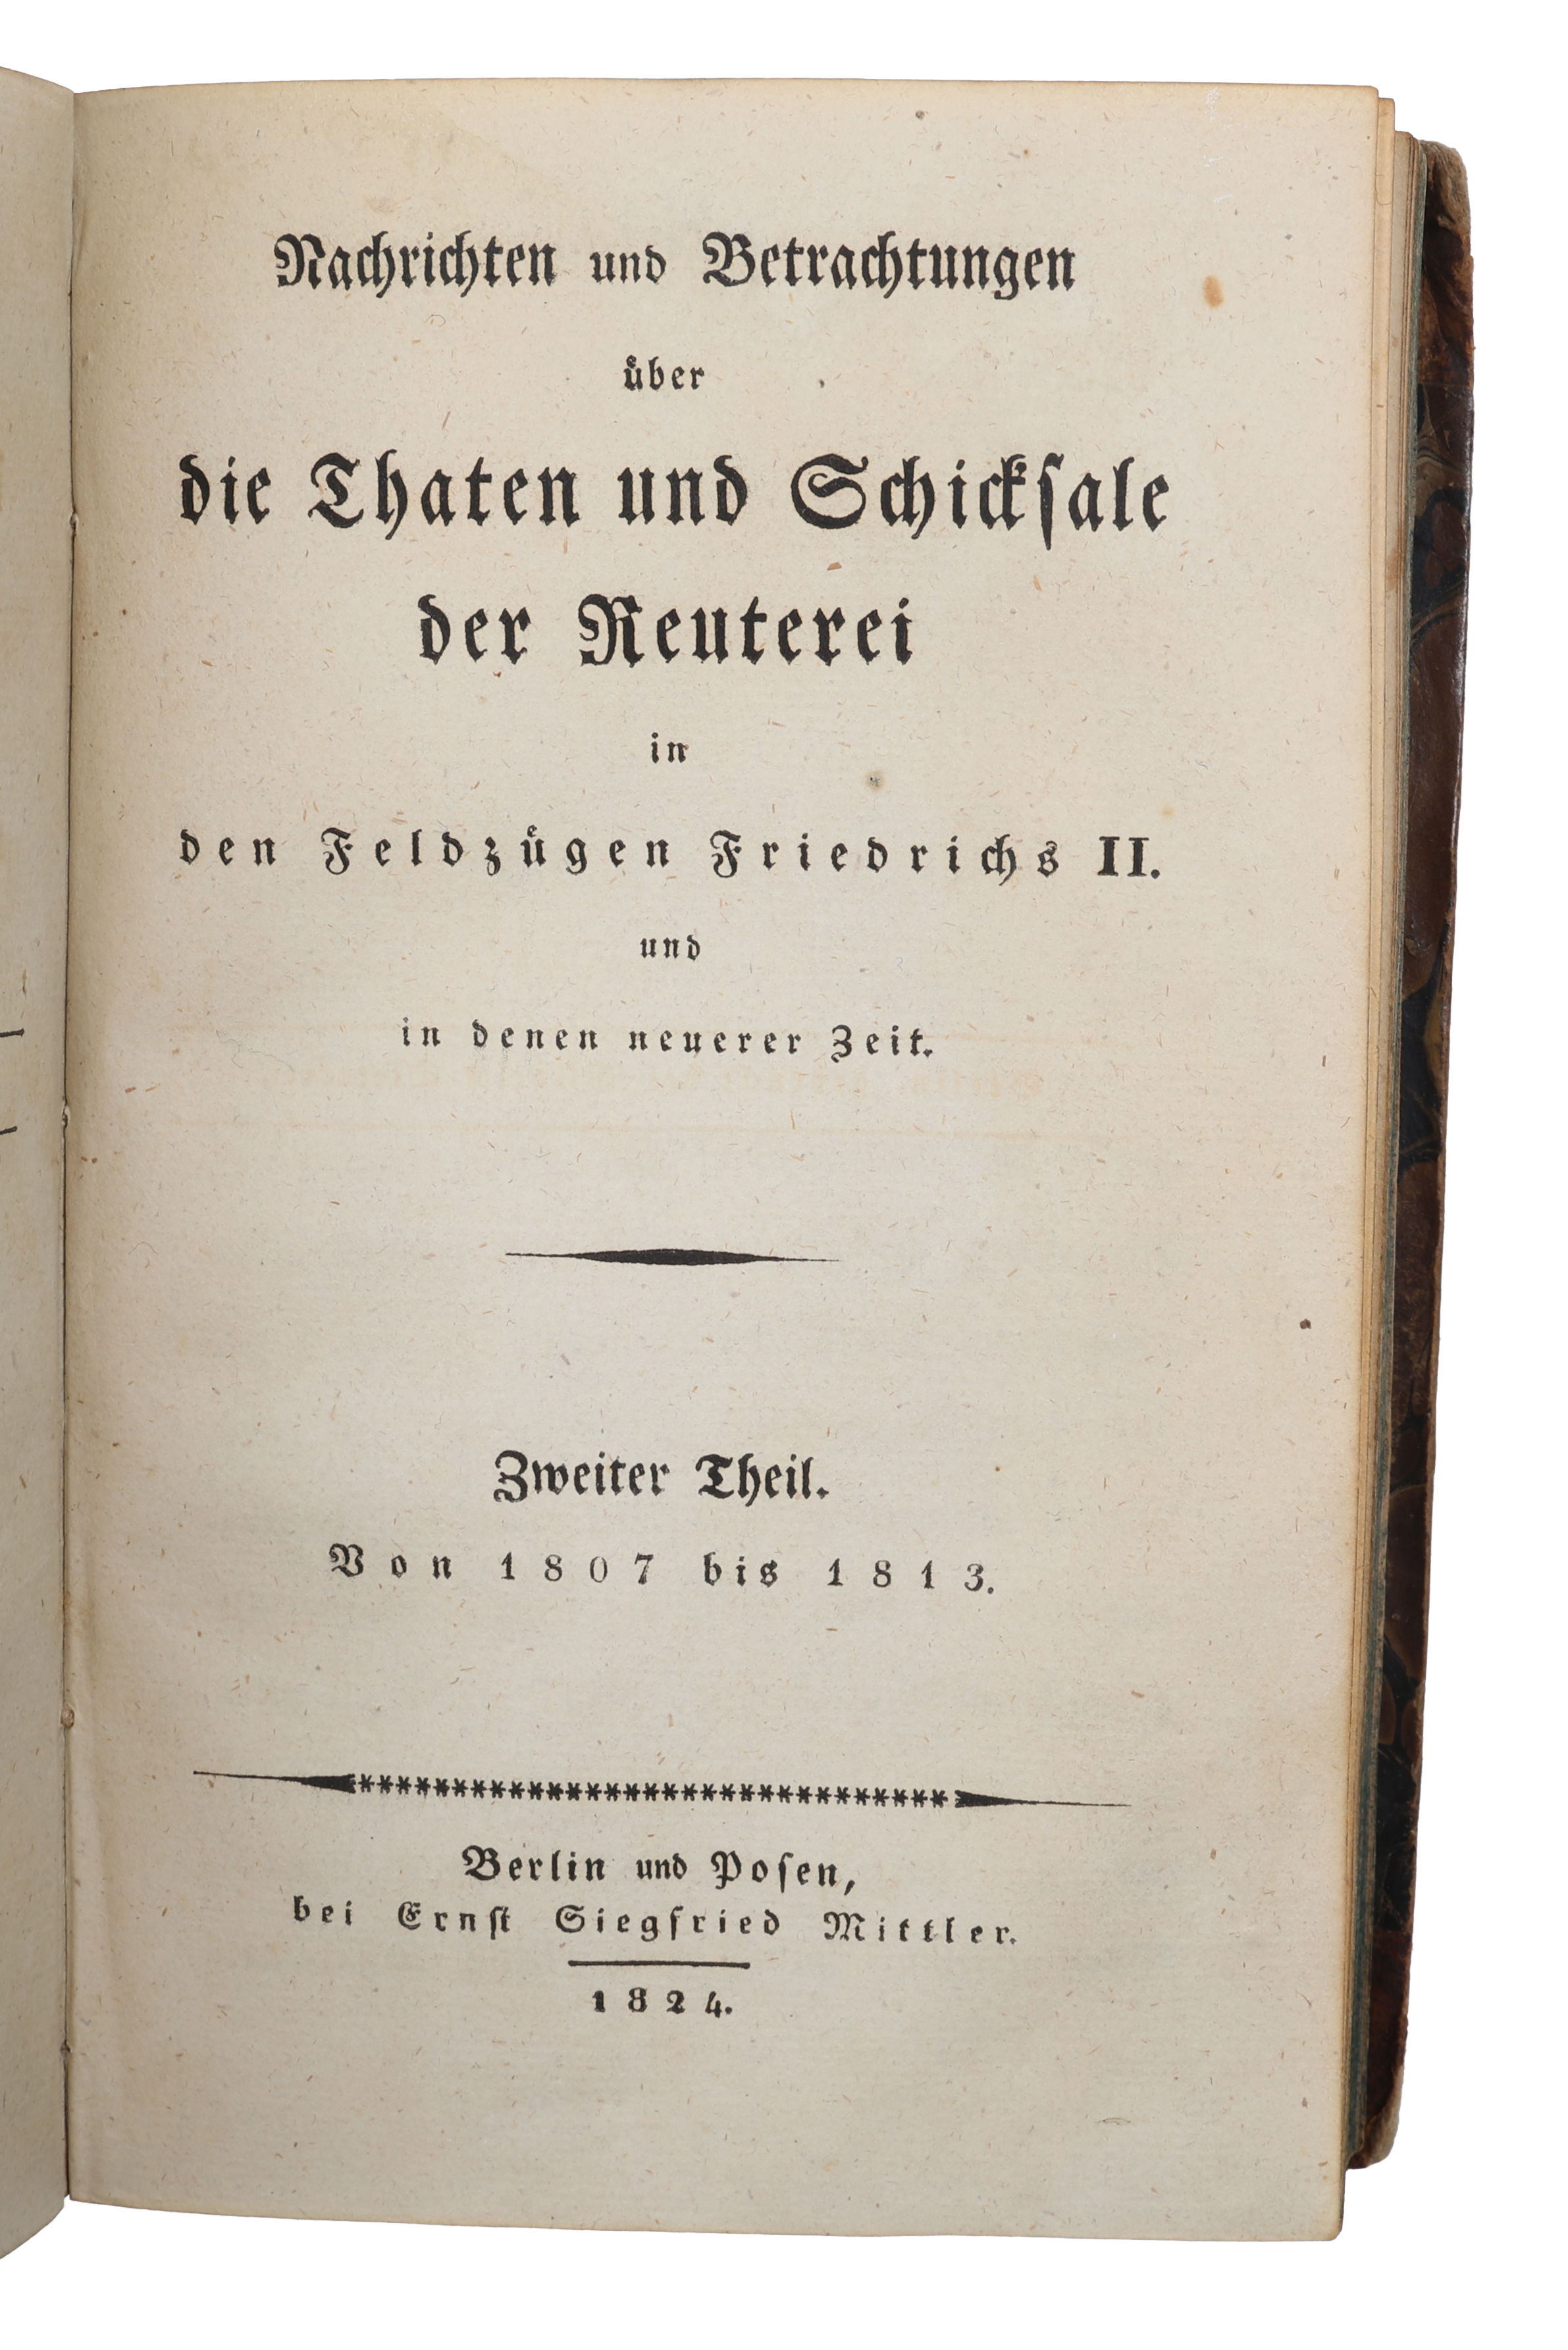 Nachrichten und Betrachtungen
über
die Thaten und Schicksale
der Reuterei
in
den Feldzügen Friedrichs II.
und
in denen neuerer Zeit.
Zweiter Theil.
Von 1807 bis 1813.
Berlin und Posen,
bei Ernst Siegfried Mittler.
1824.